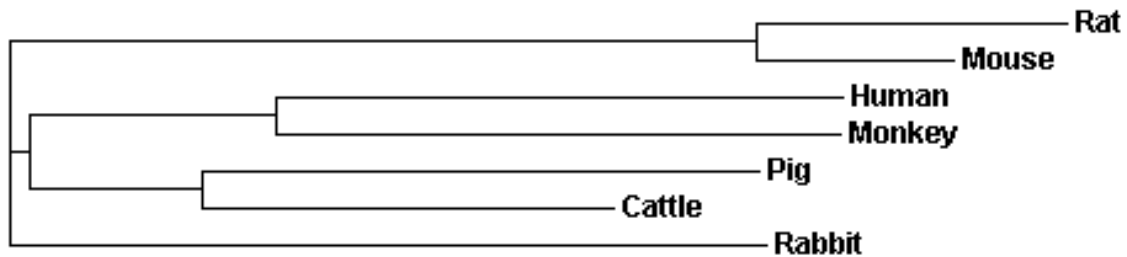 Rat
Mouse
Human
Monkey
Pig
Cattle
Rabbit